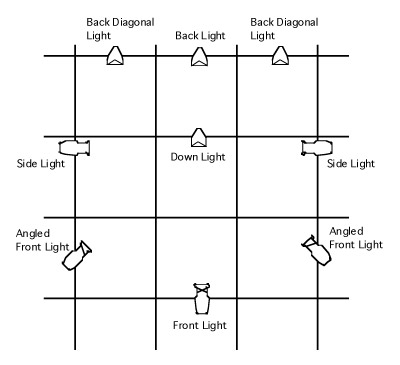 Back Diagonal
Light
Back Light
Back Diagonal
Light
Down Light
Side Light
Side Light
Angled
Front Light
Angled
Front Light
Front Light